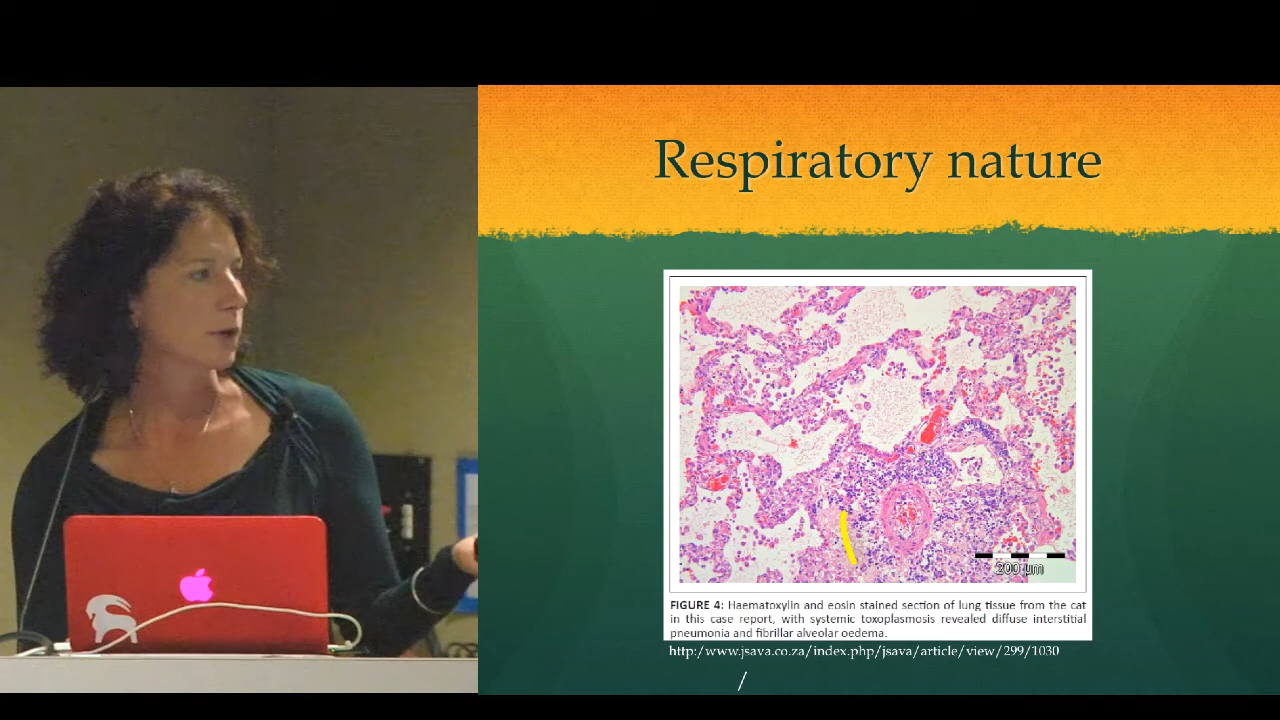 Respiratory nature
200 µm
FIGURE 4: Haematoxylin and eosin stained section of lung tissue from the cat
in this case report, with systemic toxoplasmosis revealed diffuse interstitial
pneumonia and fibrillar alveolar oedema.
http:/www.jsava.co.za/index.php/jsava/article/view/299/1030
/